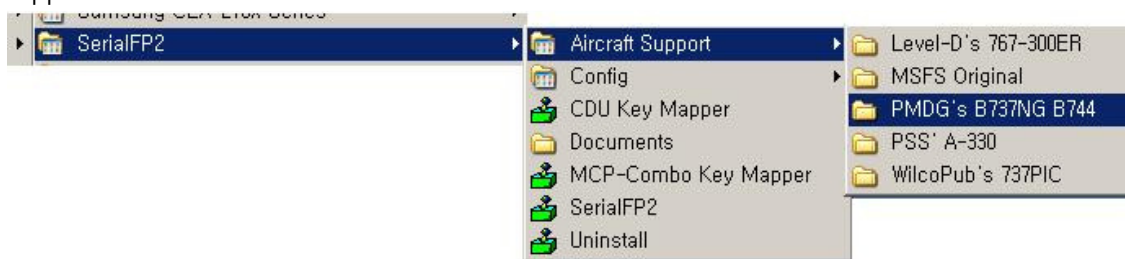 SerialFP2
Aircraft Support
Config
CDU Key Mapper
Documents
MCP-Combo Key Mapper
SerialFP2
Uninstall
Level-D's 767-300ER
MSFS Original
PMDG's B737NG B744
PSS' A-330
WilcoPub's 737PIC